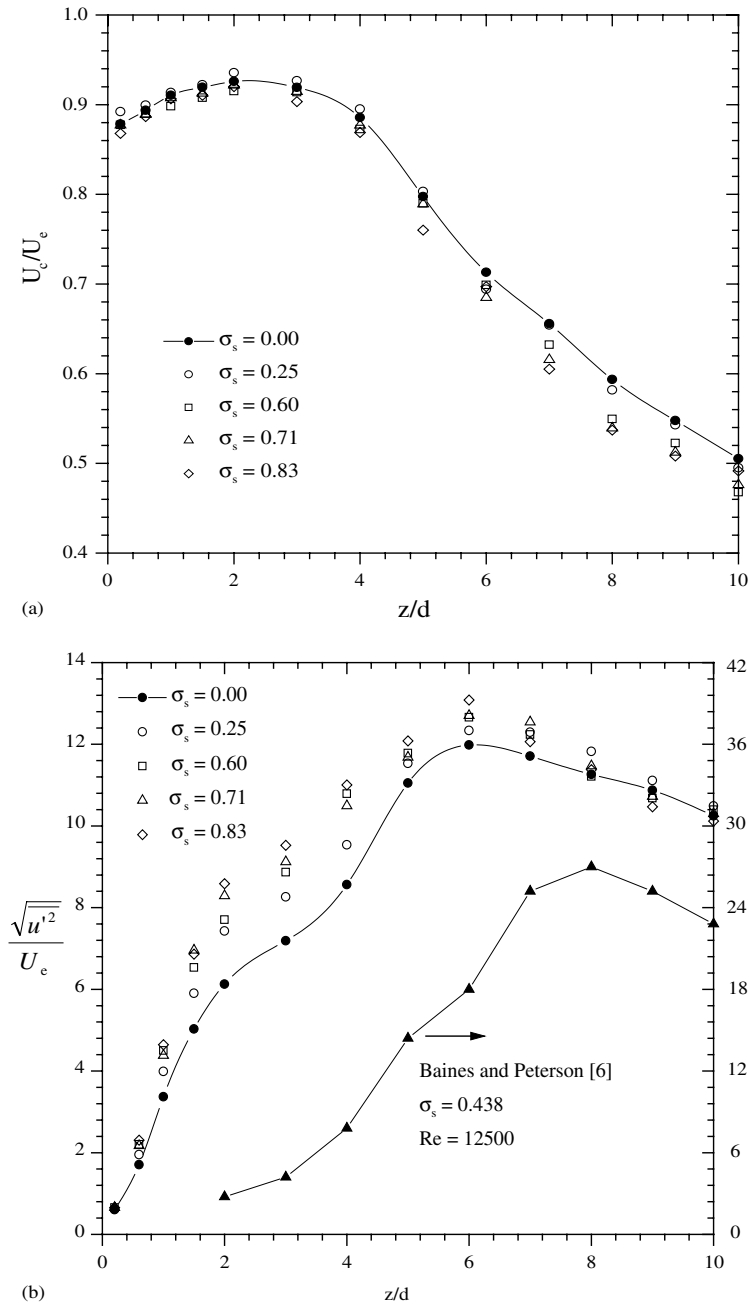 1.0
0.9
0.8
0.7
0.6
0.5
0.4
U_c/U_e
σ_s = 0.00
σ_s = 0.25
σ_s = 0.60
σ_s = 0.71
σ_s = 0.83
0 2 4 6 8 10
z/d
(a)
14
12
10
8
6
4
2
0
√u'² / U_e
σ_s = 0.00
σ_s = 0.25
σ_s = 0.60
σ_s = 0.71
σ_s = 0.83
42
36
30
24
18
12
6
0
Baines and Peterson [6]
σ_s = 0.438
Re = 12500
0 2 4 6 8 10
z/d
(b)